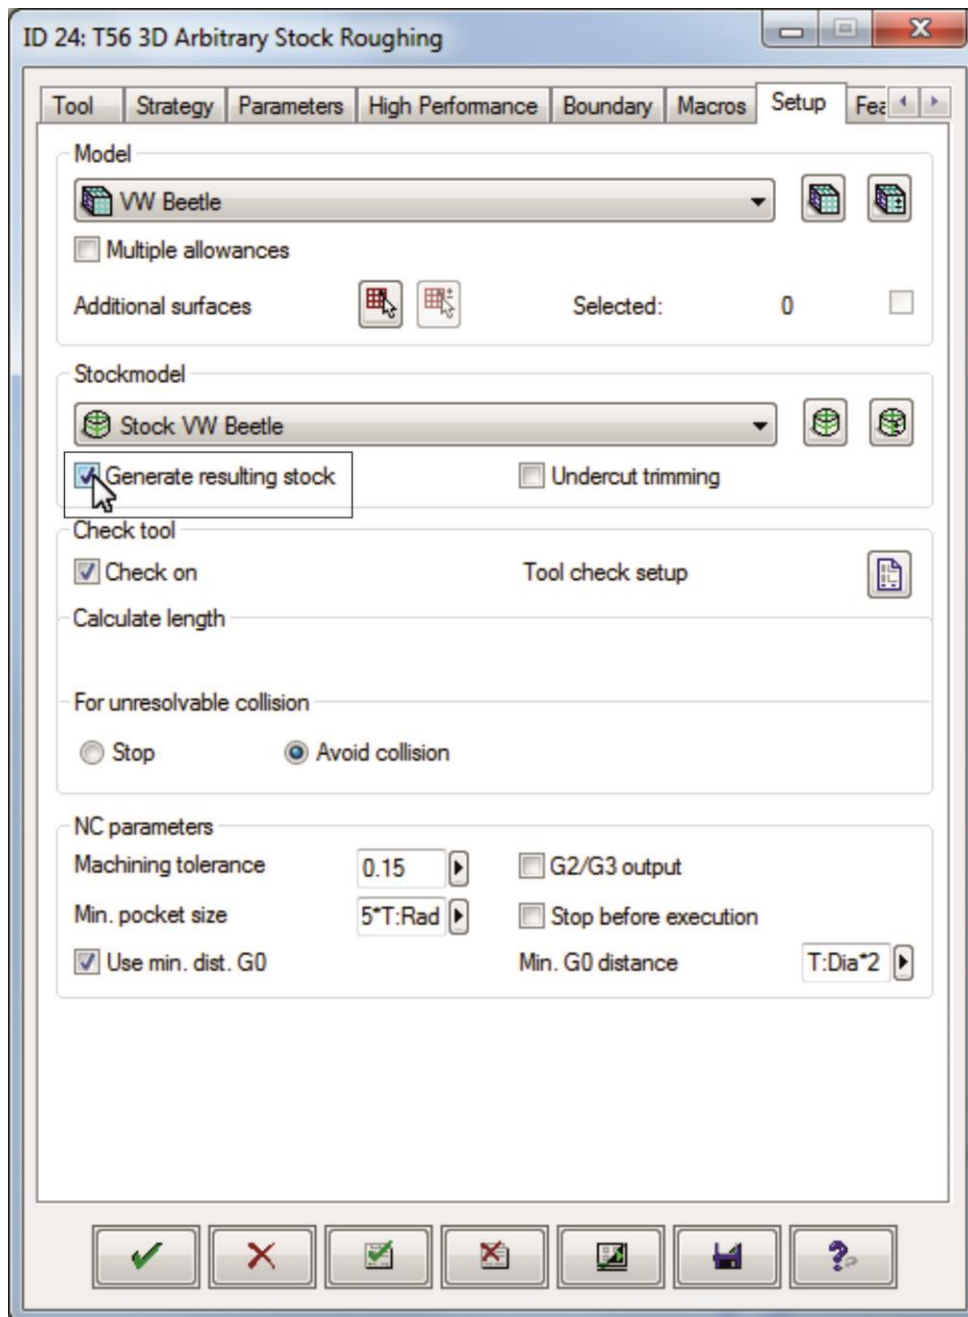 ID 24: T56 3D Arbitrary Stock Roughing
Tool Strategy Parameters High Performance Boundary Macros Setup Fea
Model
VW Beetle
Multiple allowances
Additional surfaces Selected: 0
Stockmodel
Stock VW Beetle
Generate resulting stock Undercut trimming
Check tool
Check on Tool check setup
Calculate length
For unresolvable collision
Stop Avoid collision
NC parameters
Machining tolerance 0.15 G2/G3 output
Min. pocket size 5*T:Rad Stop before execution
Use min. dist. G0 Min. G0 distance T:Dia*2